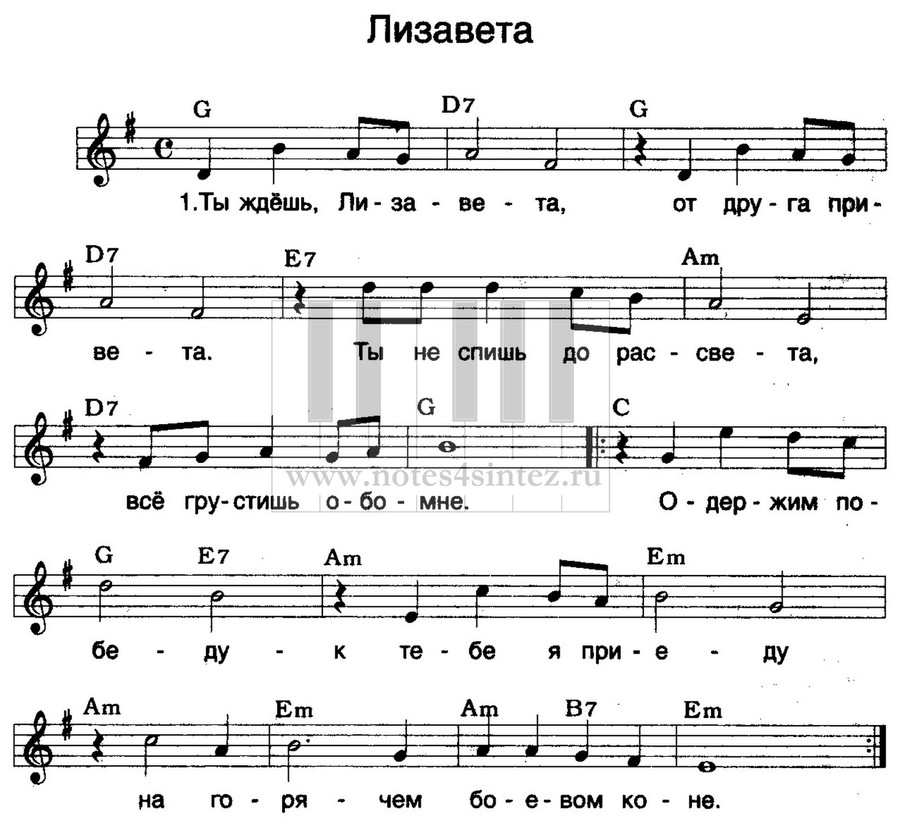 Лизавета
G D7 G
1.Ты ждёшь, Ли-за-ве-та, от дру-га при-
D7 E7 Am
ве-та. Ты не спишь до рас-све-та,
D7 G C
всё гру-стишь о-бо-мне. О-дер-жим по-
www.notes4sintez.ru
G E7 Am Em
бе-ду-к те-бе я при-е-ду
Am Em Am B7 Em
на го-ря-чем бо-е-вом ко-не.